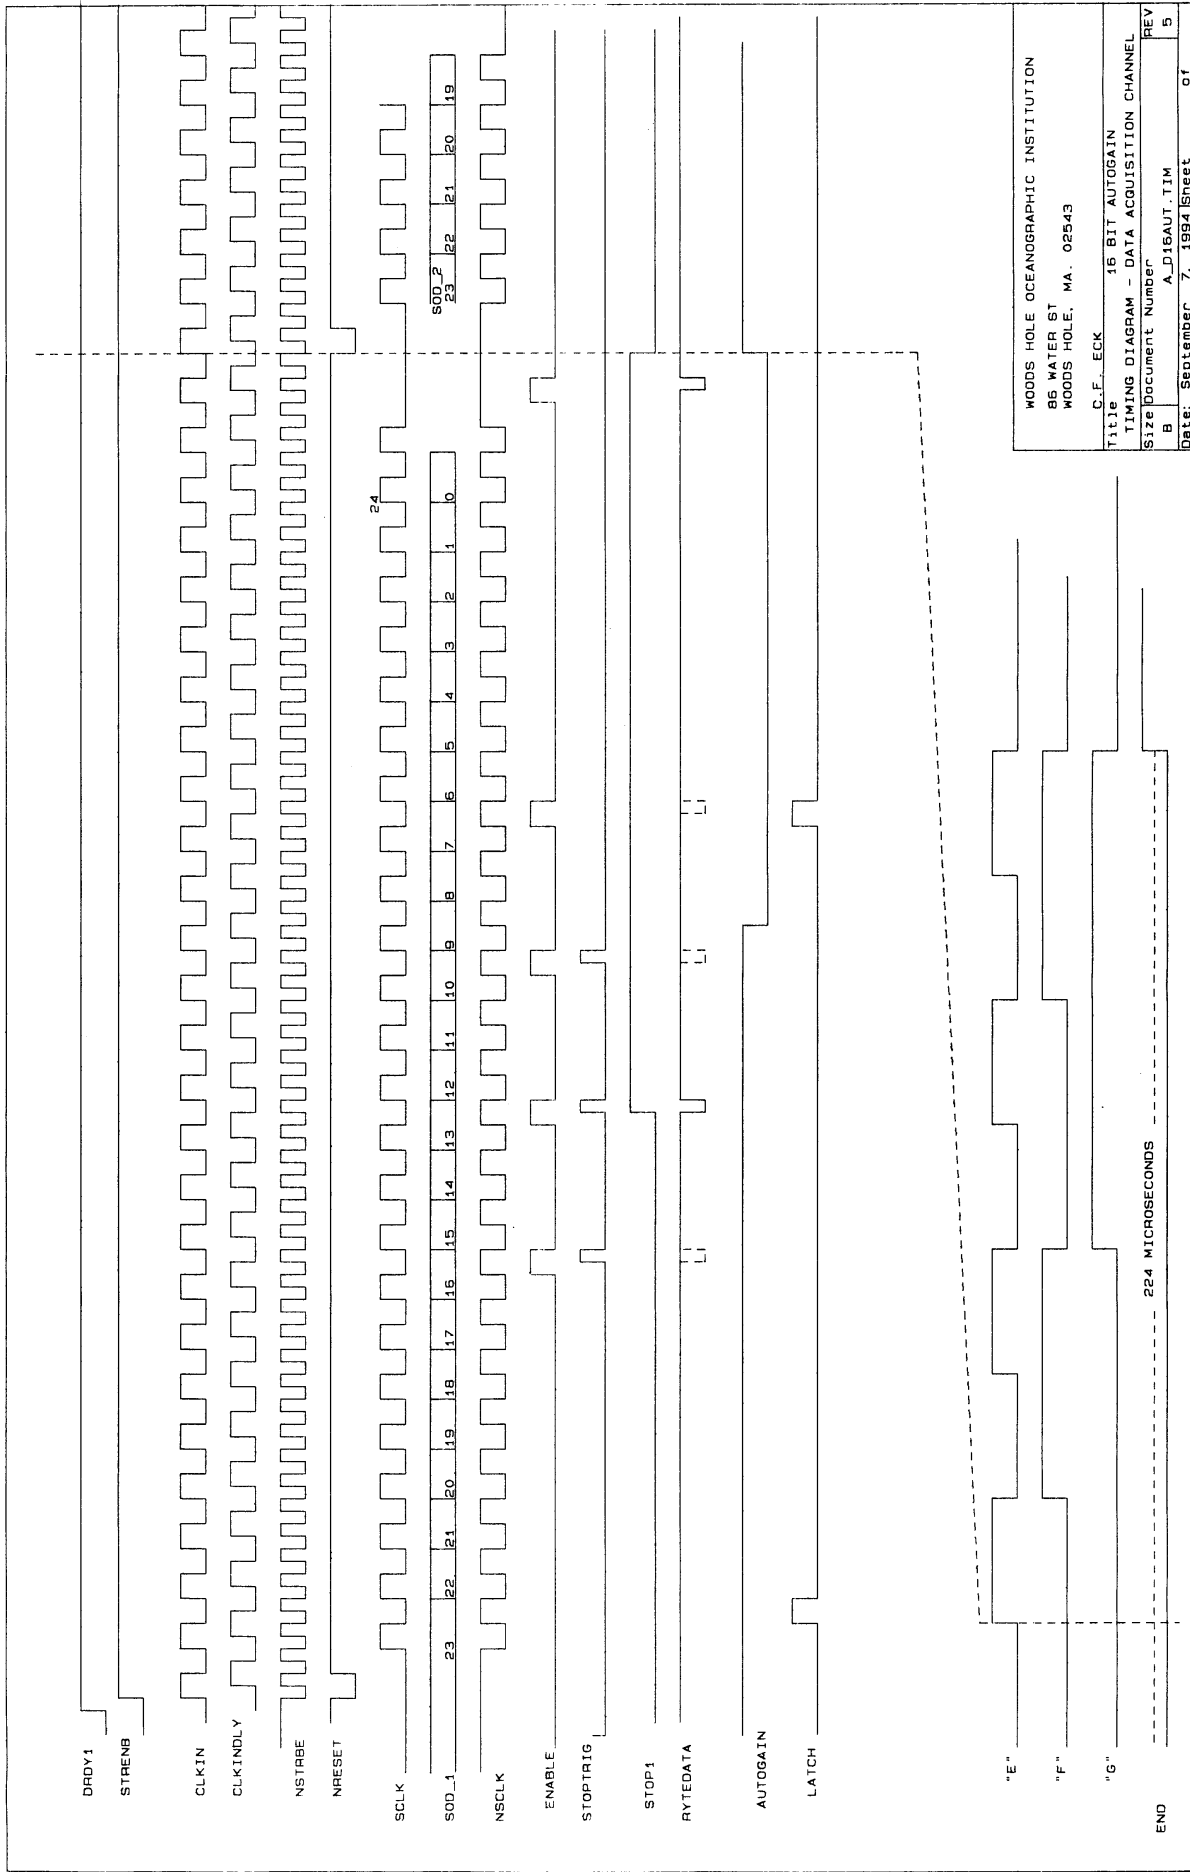 DRDY1
STRENB
CLKIN
CLKINDLY
NSTRBE
NRESET
SCLK
24
SOD_1
23 22 21 20 19 18 17 16 15 14 13 12 11 10 9 8 7 6 5 4 3 2 1 0
SOD_2
23 22 21 20 19
NSCLK
ENABLE
STOPTRIG
STOP1
RYTEDATA
AUTOGAIN
LATCH
"E"
"F"
"G"
224 MICROSECONDS
END
WOODS HOLE OCEANOGRAPHIC INSTITUTION
86 WATER ST
WOODS HOLE, MA. 02543
C.F. ECK
Title
16 BIT AUTOGAIN
TIMING DIAGRAM - DATA ACQUISITION CHANNEL
Size Document Number REV
B A_D16AUT.TIM 5
Date: September 7, 1994 Sheet of